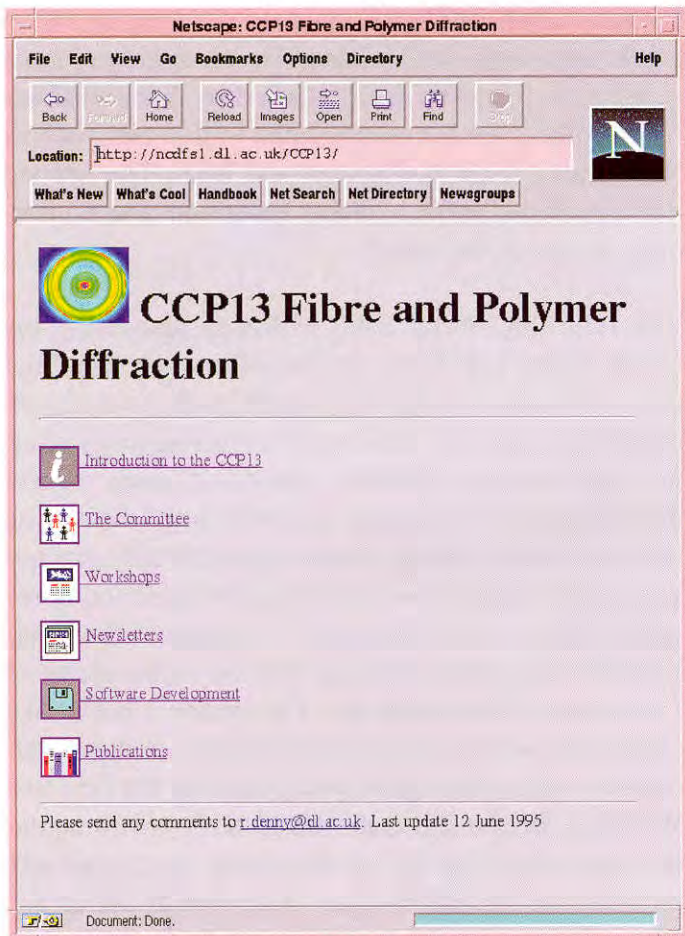 Netscape: CCP13 Fibre and Polymer Diffraction
File Edit View Go Bookmarks Options Directory Help
Back Forward Home Reload Images Open Print Find Stop
N
Location: http://ncdfs1.dl.ac.uk/CCP13/
What's New What's Cool Handbook Net Search Net Directory Newsgroups
CCP13 Fibre and Polymer
Diffraction
i Introduction to the CCP13
The Committee
Workshops
Newsletters
Software Development
Publications
Please send any comments to r.denny@dl.ac.uk. Last update 12 June 1995
Document: Done.